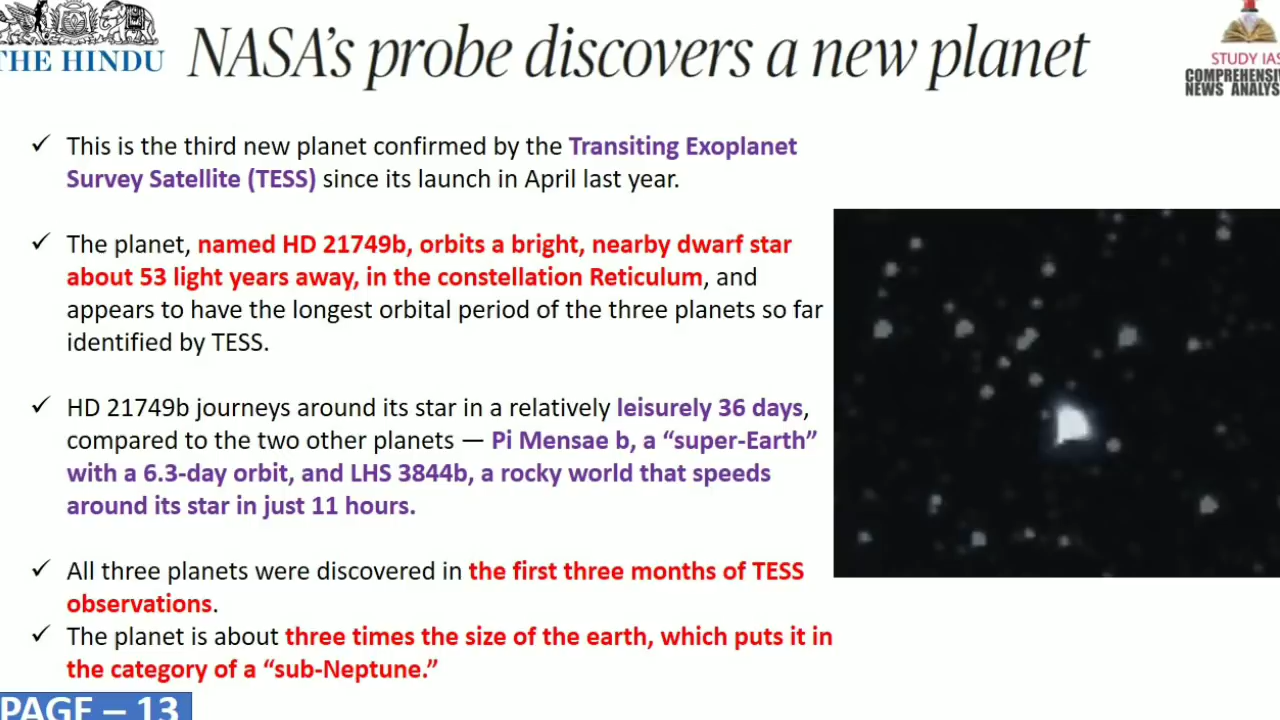 THE HINDU
NASA's probe discovers a new planet
STUDY IAS
COMPREHENSIV
NEWS ANALYS
✓ This is the third new planet confirmed by the Transiting Exoplanet
Survey Satellite (TESS) since its launch in April last year.
✓ The planet, named HD 21749b, orbits a bright, nearby dwarf star
about 53 light years away, in the constellation Reticulum, and
appears to have the longest orbital period of the three planets so far
identified by TESS.
✓ HD 21749b journeys around its star in a relatively leisurely 36 days,
compared to the two other planets — Pi Mensae b, a “super-Earth”
with a 6.3-day orbit, and LHS 3844b, a rocky world that speeds
around its star in just 11 hours.
✓ All three planets were discovered in the first three months of TESS
observations.
✓ The planet is about three times the size of the earth, which puts it in
the category of a “sub-Neptune.”
PAGE – 13